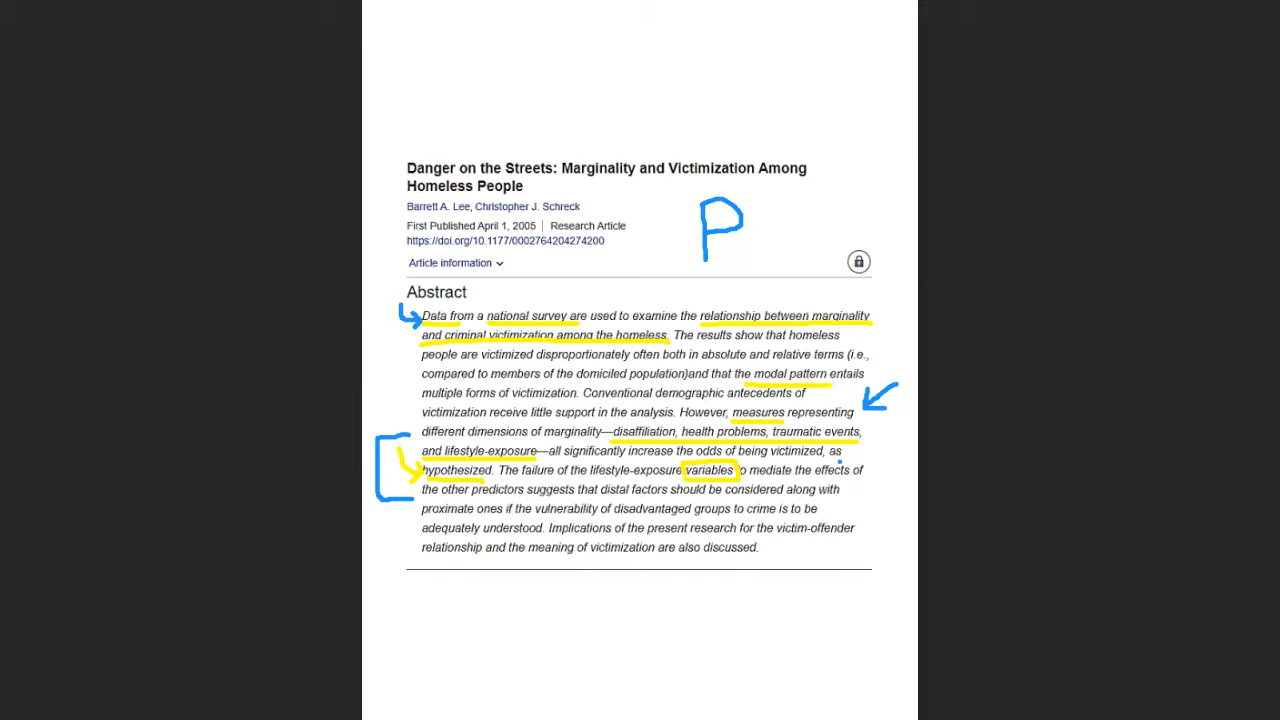 Danger on the Streets: Marginality and Victimization Among
Homeless People
Barrett A. Lee, Christopher J. Schreck
First Published April 1, 2005 | Research Article
P
https://doi.org/10.1177/0002764204274200
Article information
Abstract
Data from a national survey are used to examine the relationship between marginality
and criminal victimization among the homeless. The results show that homeless
people are victimized disproportionately often both in absolute and relative terms (i.e.,
compared to members of the domiciled population)and that the modal pattern entails
multiple forms of victimization. Conventional demographic antecedents of
victimization receive little support in the analysis. However, measures representing
different dimensions of marginality—disaffiliation, health problems, traumatic events,
and lifestyle-exposure—all significantly increase the odds of being victimized, as
hypothesized. The failure of the lifestyle-exposure variables to mediate the effects of
the other predictors suggests that distal factors should be considered along with
proximate ones if the vulnerability of disadvantaged groups to crime is to be
adequately understood. Implications of the present research for the victim-offender
relationship and the meaning of victimization are also discussed.